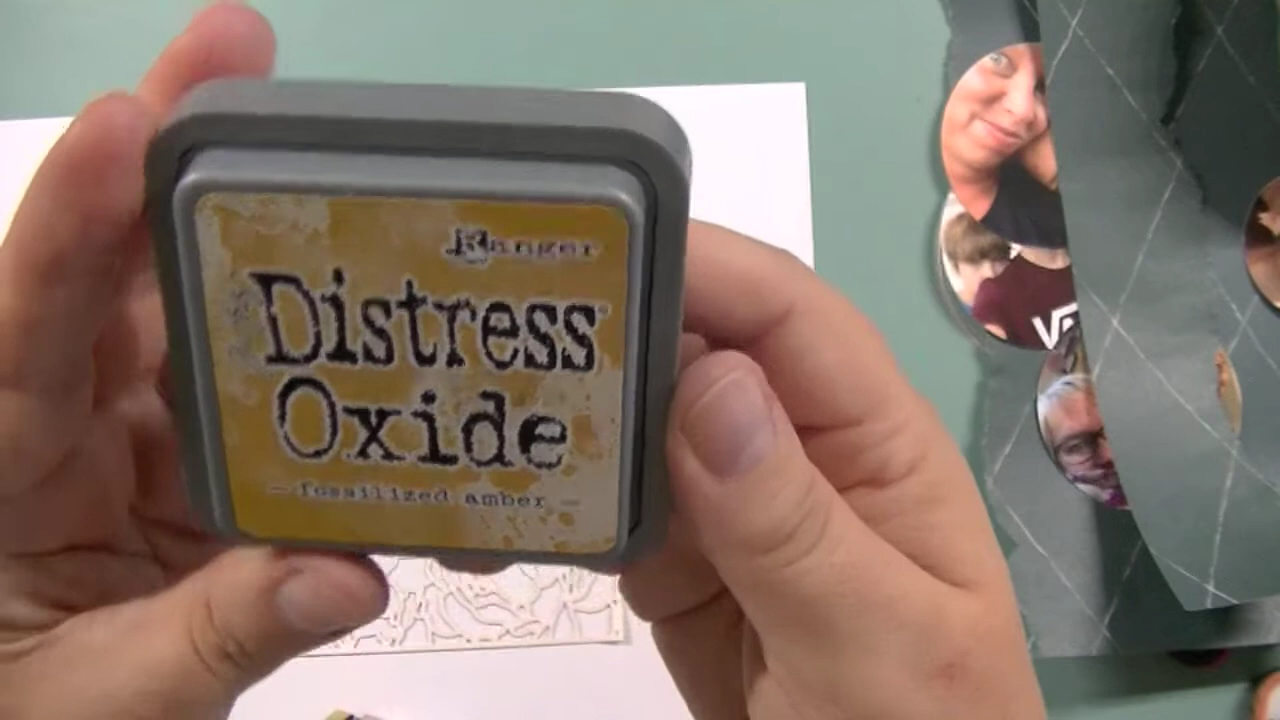 Ranger
Distress
Oxide
— fossilized amber —